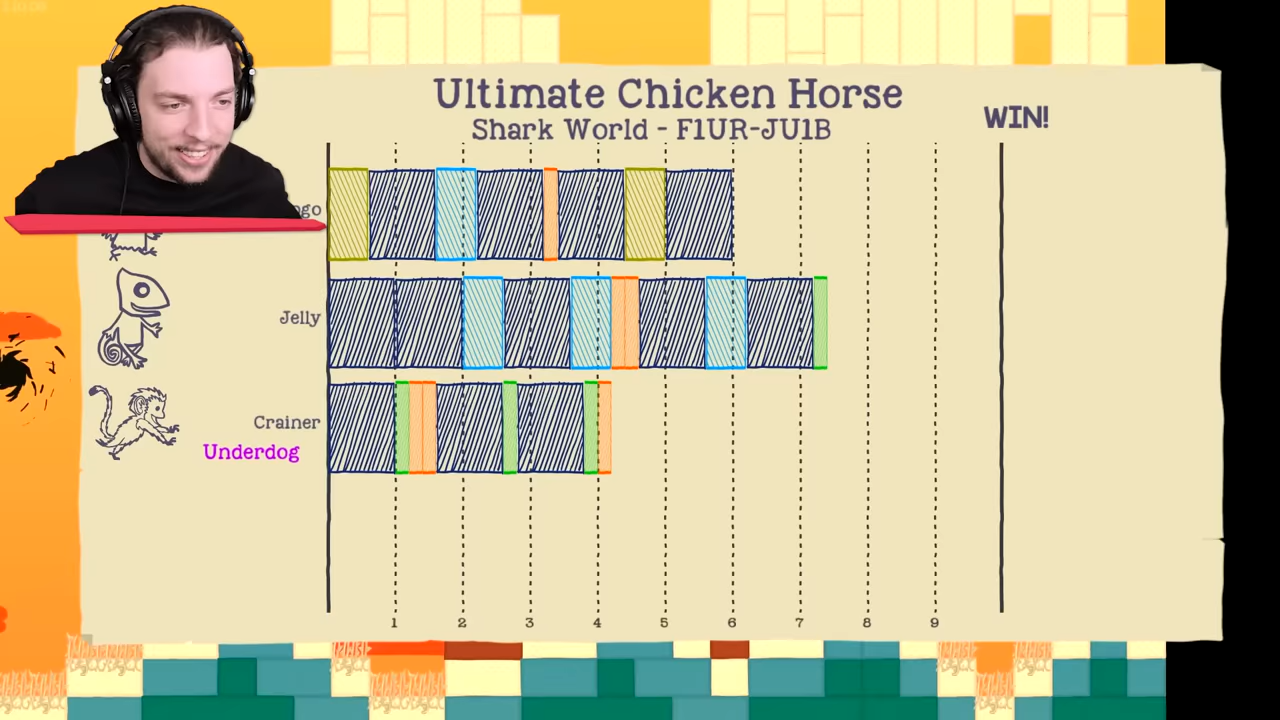 Ultimate Chicken Horse
Shark World - F1UR-JU1B
WIN!
Jelly
Crainer
Underdog
1 2 3 4 5 6 7 8 9